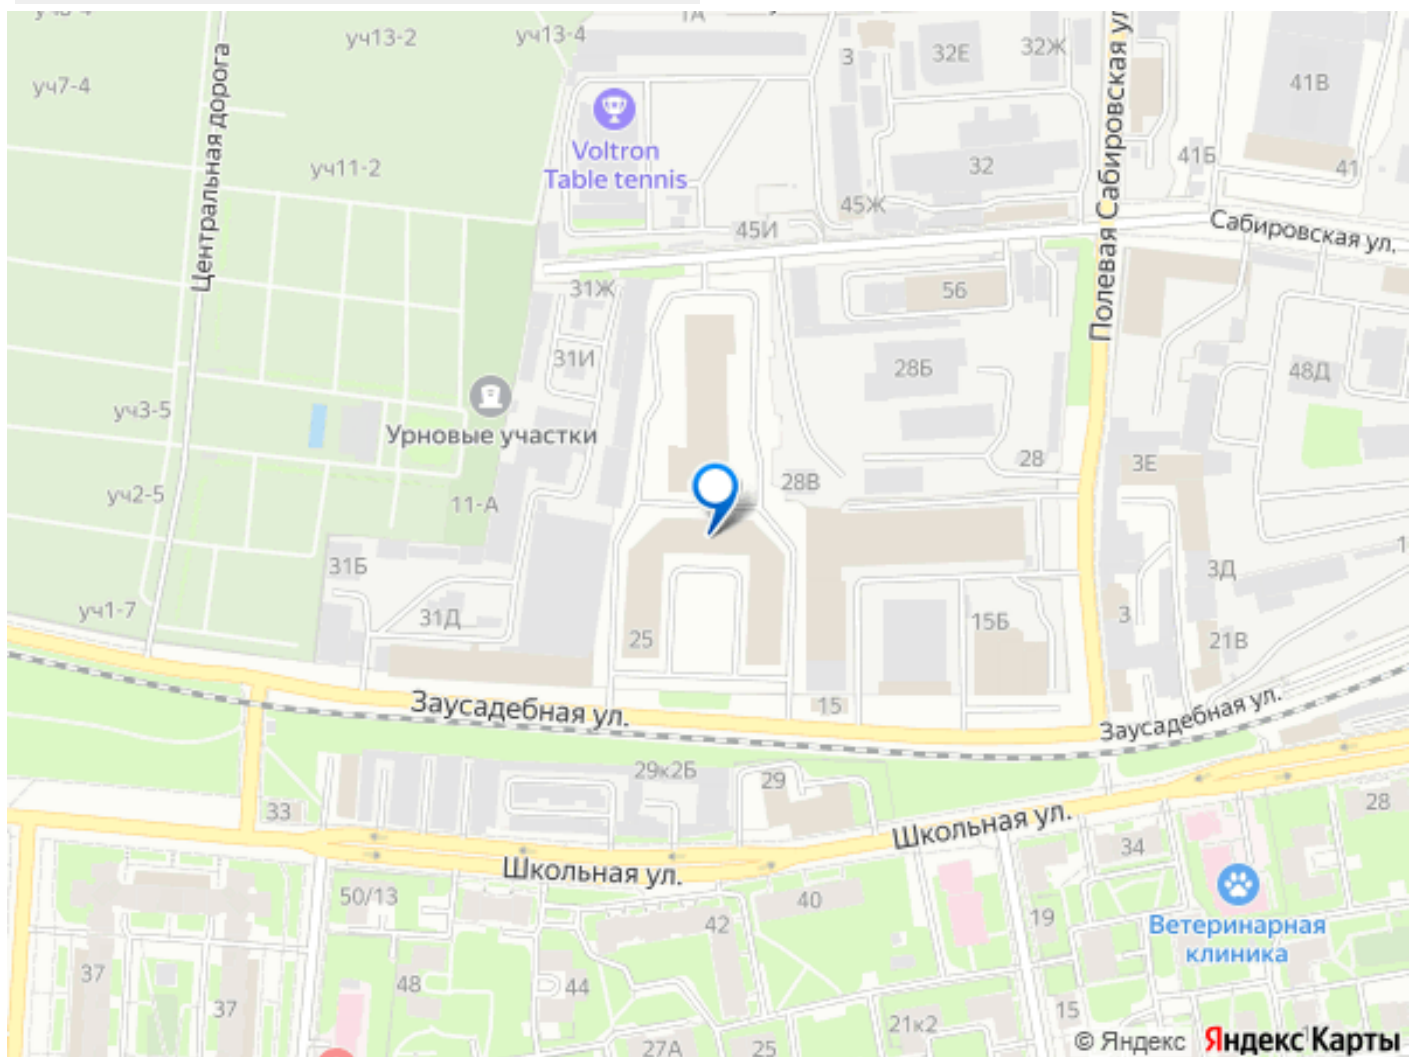 1А
уч13-2
уч13-4
3
32Е
32Ж
41В
уч7-4
Центральная дорога
Voltron
Table tennis
уч11-2
32
41Б
41
45Ж
45И
Полевая Сабировская ул.
Сабировская ул.
31Ж
56
31И
28Б
48Д
уч3-5
Урновые участки
28
3Е
28В
уч2-5
11-А
31Б
3Д
уч1-7
31Д
25
15Б
3
21В
15
Заусадебная ул.
Заусадебная ул.
29к2Б
29
33
28
Школьная ул.
34
Школьная ул.
50/13
40
42
19
Ветеринарная
клиника
37
48
44
37
15
21к2
27А
25
© Яндекс Яндекс Карты